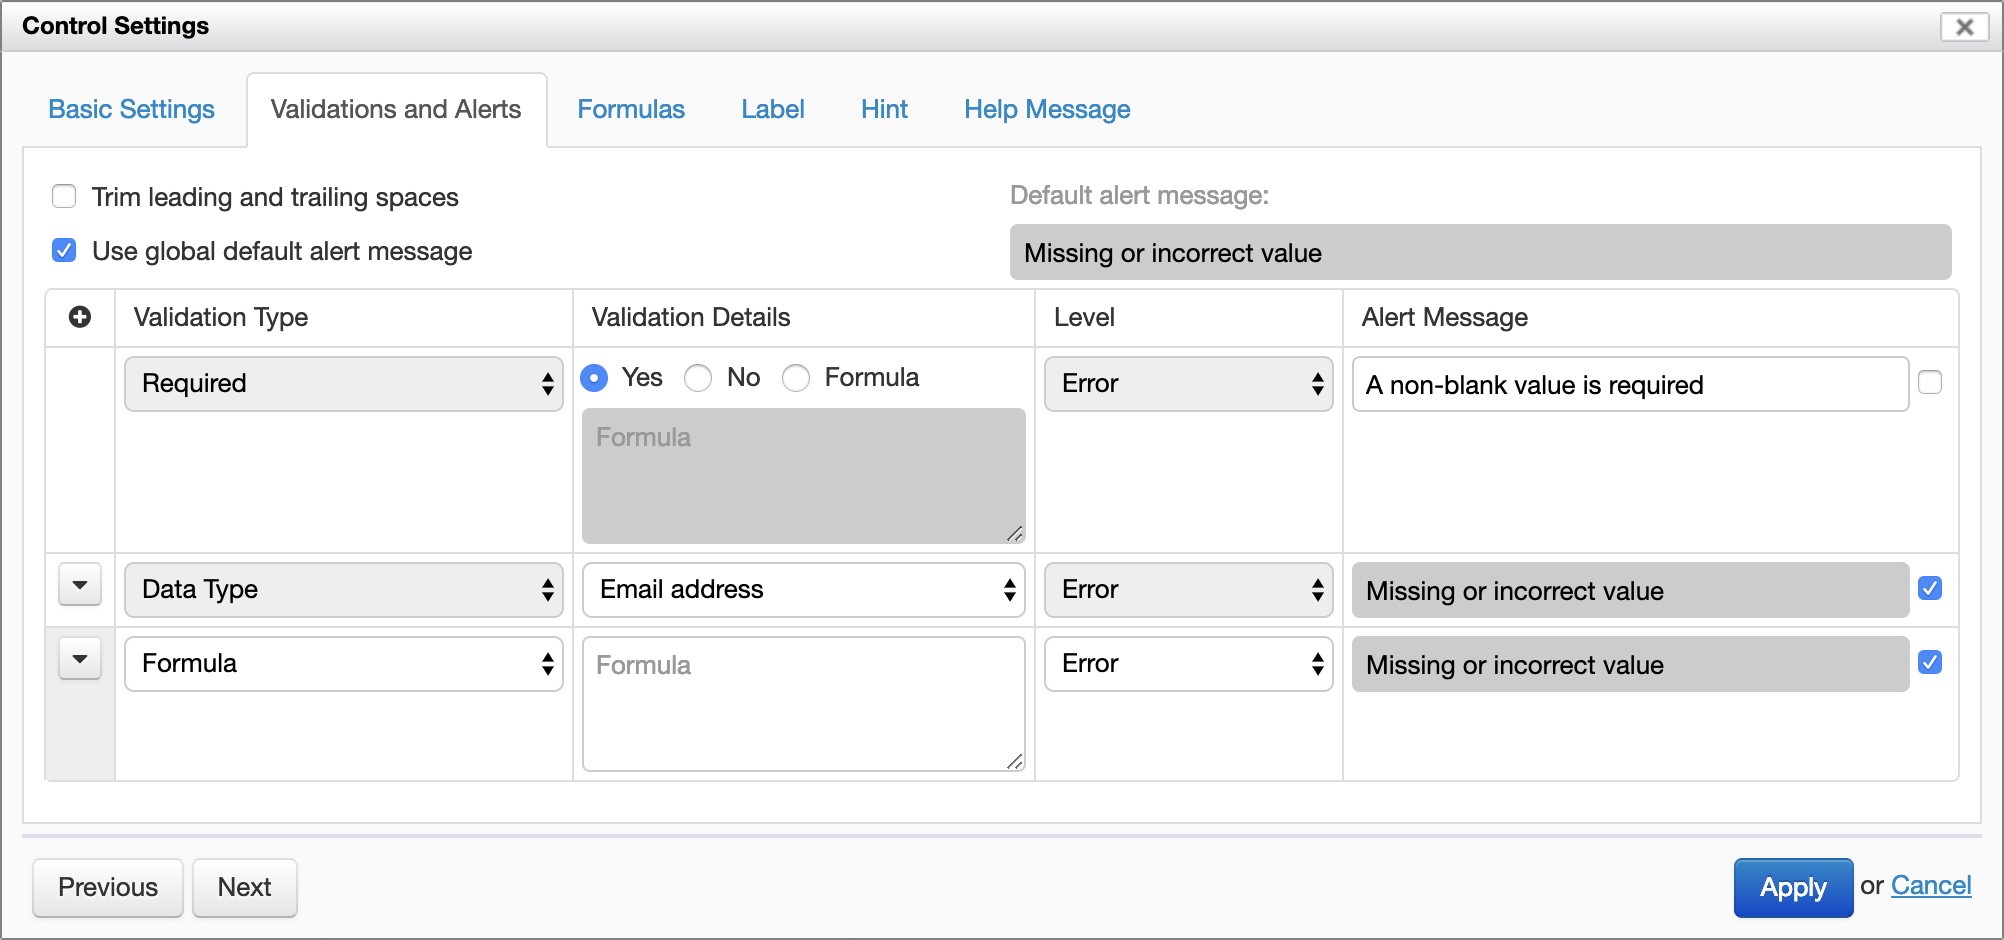 Control Settings
Basic Settings Validations and Alerts Formulas Label Hint Help Message
Trim leading and trailing spaces
Default alert message:
Use global default alert message
Missing or incorrect value
Validation Type Validation Details Level Alert Message
Required Yes No Formula Error A non-blank value is required
Formula
Data Type Email address Error Missing or incorrect value
Formula Formula Error Missing or incorrect value
Previous Next Apply or Cancel